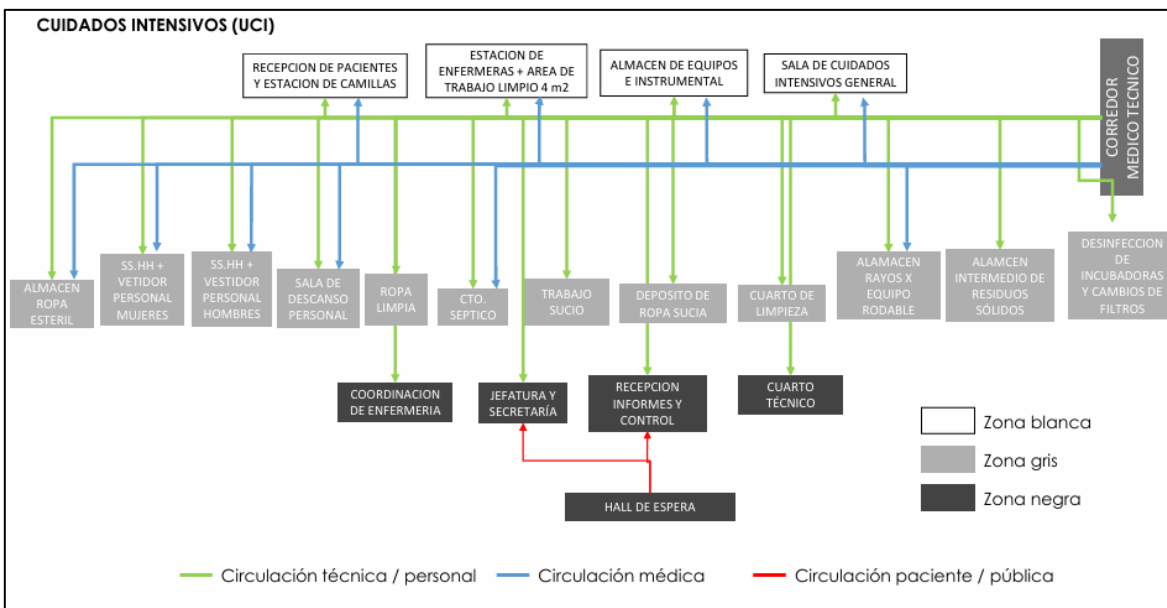 CUIDADOS INTENSIVOS (UCI)
RECEPCION DE PACIENTES
Y ESTACION DE CAMILLAS
ESTACION DE
ENFERMERAS + AREA DE
TRABAJO LIMPIO 4 m2
ALMACEN DE EQUIPOS
E INSTRUMENTAL
SALA DE CUIDADOS
INTENSIVOS GENERAL
CORREDOR
MEDICO TECNICO
ALMACEN
ROPA
ESTERIL
SS.HH +
VETIDOR
PERSONAL
MUJERES
SS.HH +
VESTIDOR
PERSONAL
HOMBRES
SALA DE
DESCANSO
PERSONAL
ROPA
LIMPIA
CTO.
SEPTICO
TRABAJO
SUCIO
DEPOSITO DE
ROPA SUCIA
CUARTO DE
LIMPIEZA
ALAMACEN
RAYOS X
EQUIPO
RODABLE
ALAMCEN
INTERMEDIO DE
RESIDUOS
SÓLIDOS
DESINFECCION
DE
INCUBADORAS
Y CAMBIOS DE
FILTROS
COORDINACION
DE ENFERMERIA
JEFATURA Y
SECRETARÍA
RECEPCION
INFORMES Y
CONTROL
CUARTO
TÉCNICO
HALL DE ESPERA
Zona blanca
Zona gris
Zona negra
Circulación técnica / personal
Circulación médica
Circulación paciente / pública